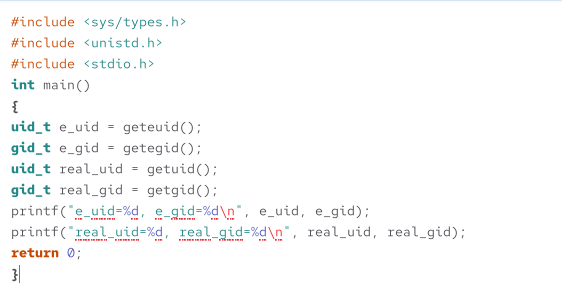 #include <sys/types.h>
#include <unistd.h>
#include <stdio.h>
int main()
{
uid_t e_uid = geteuid();
gid_t e_gid = getegid();
uid_t real_uid = getuid();
gid_t real_gid = getgid();
printf("e_uid=%d, e_gid=%d\n", e_uid, e_gid);
printf("real_uid=%d, real_gid=%d\n", real_uid, real_gid);
return 0;
}